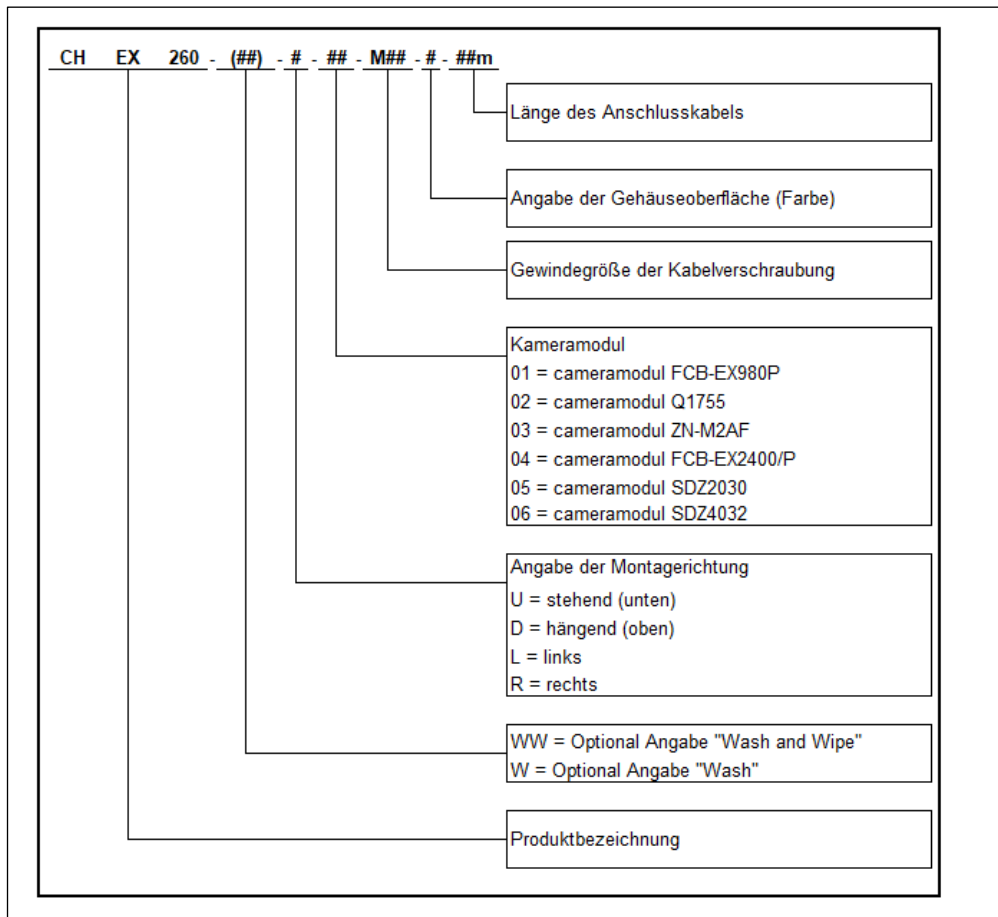 CH EX 260 - (##) - # - ## - M## - # - ##m
Länge des Anschlusskabels
Angabe der Gehäuseoberfläche (Farbe)
Gewindegröße der Kabelverschraubung
Kameramodul
01 = cameramodul FCB-EX980P
02 = cameramodul Q1755
03 = cameramodul ZN-M2AF
04 = cameramodul FCB-EX2400/P
05 = cameramodul SDZ2030
06 = cameramodul SDZ4032
Angabe der Montagerichtung
U = stehend (unten)
D = hängend (oben)
L = links
R = rechts
WW = Optional Angabe "Wash and Wipe"
W = Optional Angabe "Wash"
Produktbezeichnung